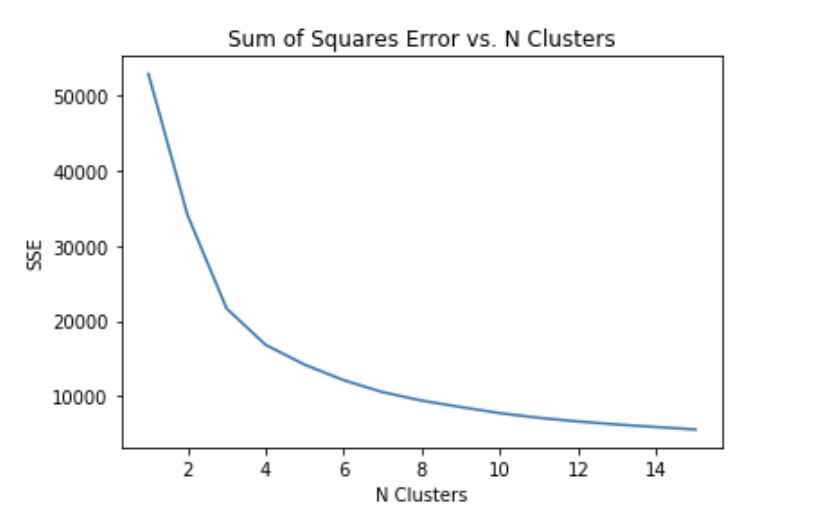 Sum of Squares Error vs. N Clusters
50000
40000
30000
20000
10000
SSE
2 4 6 8 10 12 14
N Clusters